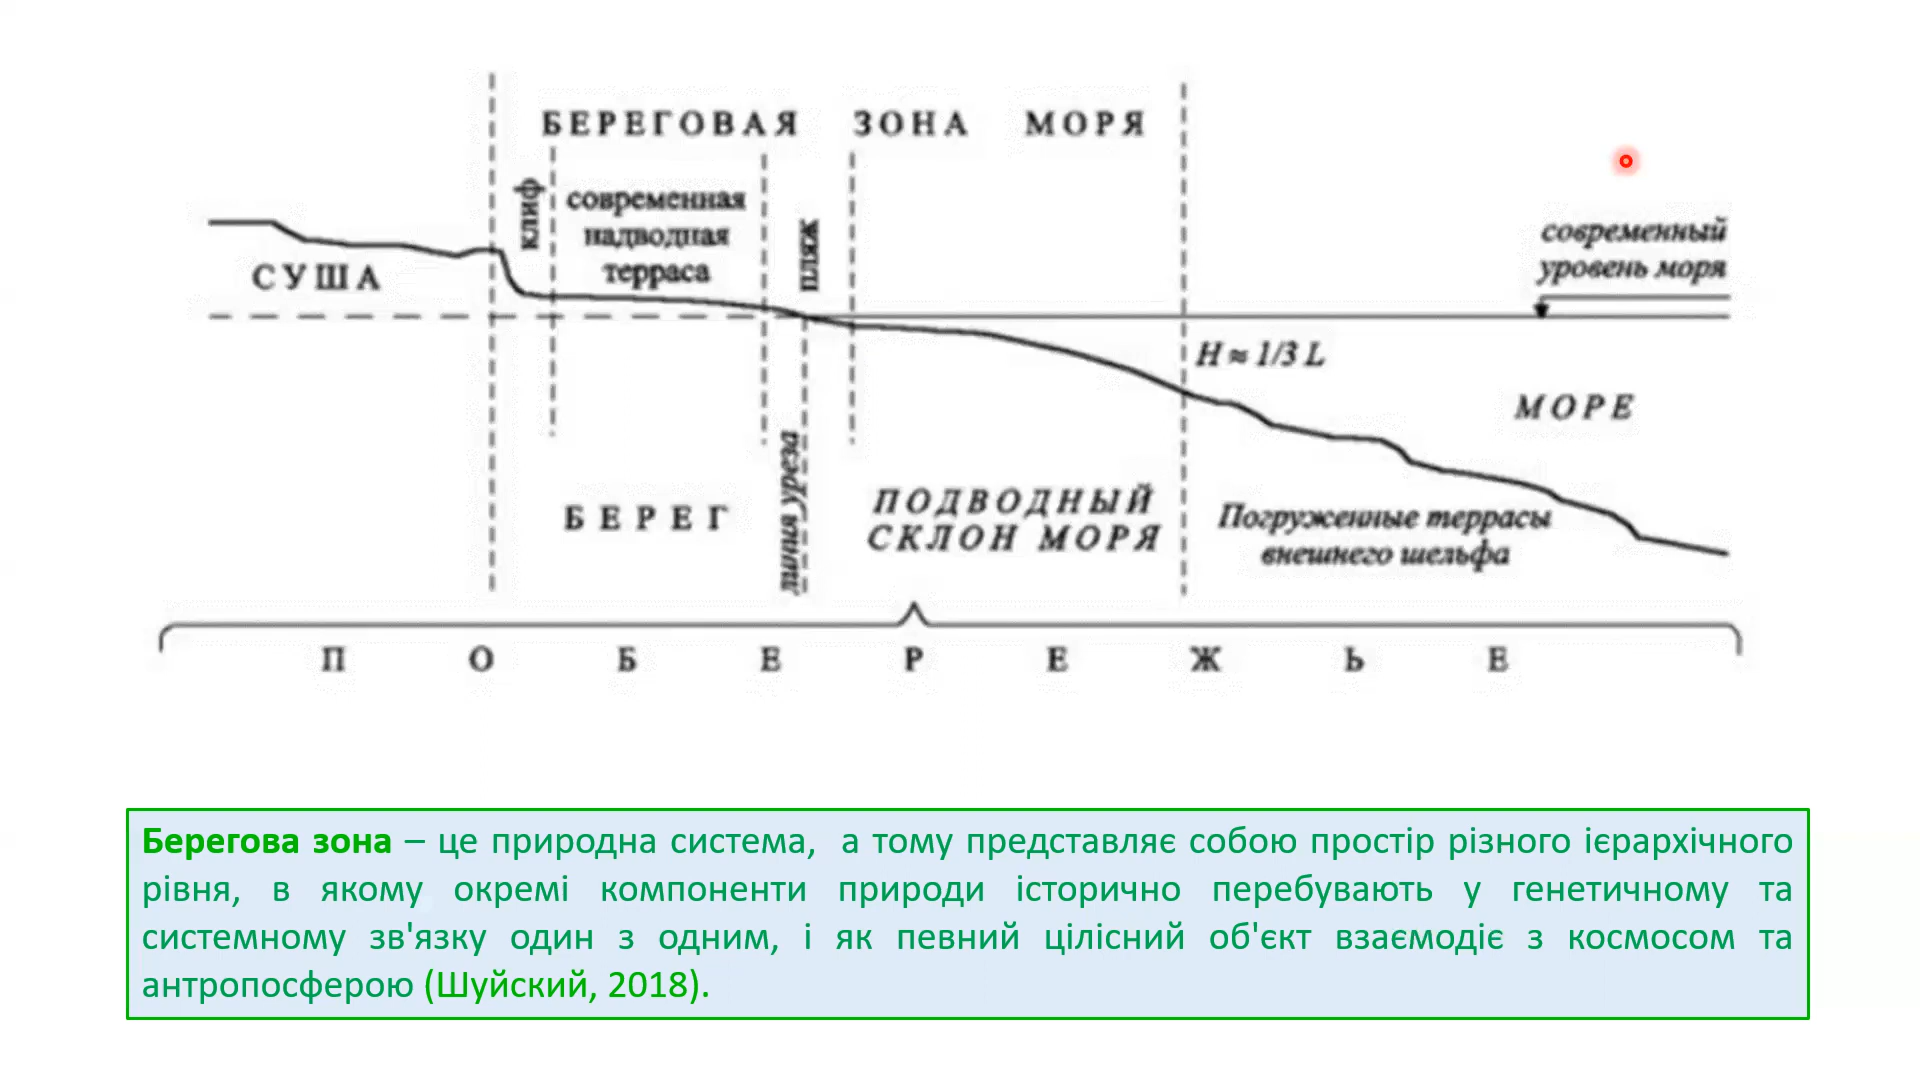 БЕРЕГОВАЯ ЗОНА МОРЯ
клиф
современная
надводная
терраса
пляж
современный
уровень моря
СУША
H ≈ 1/3 L
МОРЕ
БЕРЕГ
линия уреза
ПОДВОДНЫЙ
СКЛОН МОРЯ
Погруженные террасы
внешнего шельфа
ПОБЕРЕЖЬЕ
Берегова зона – це природна система, а тому представляє собою простір різного ієрархічного
рівня, в якому окремі компоненти природи історично перебувають у генетичному та
системному зв'язку один з одним, і як певний цілісний об'єкт взаємодіє з космосом та
антропосферою (Шуйский, 2018).